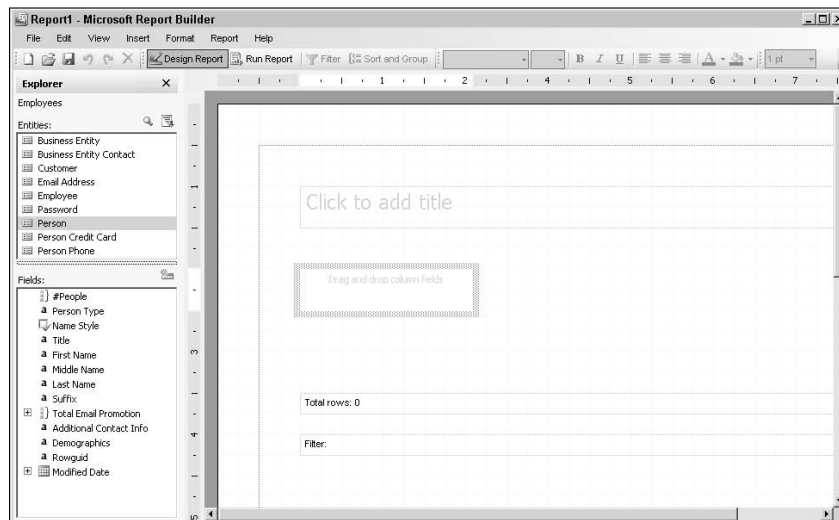 Report1 - Microsoft Report Builder
File Edit View Insert Format Report Help
Design Report Run Report Filter Sort and Group B I U A 1 pt
Explorer
Employees
Entities:
Business Entity
Business Entity Contact
Customer
Email Address
Employee
Password
Person
Person Credit Card
Person Phone
Fields:
#People
a Person Type
Name Style
a Title
a First Name
a Middle Name
a Last Name
a Suffix
Total Email Promotion
a Additional Contact Info
a Demographics
a Rowguid
Modified Date
1 2 4 5 6 7
1
3
4
5
Click to add title
Drag and drop column fields
Total rows: 0
Filter: